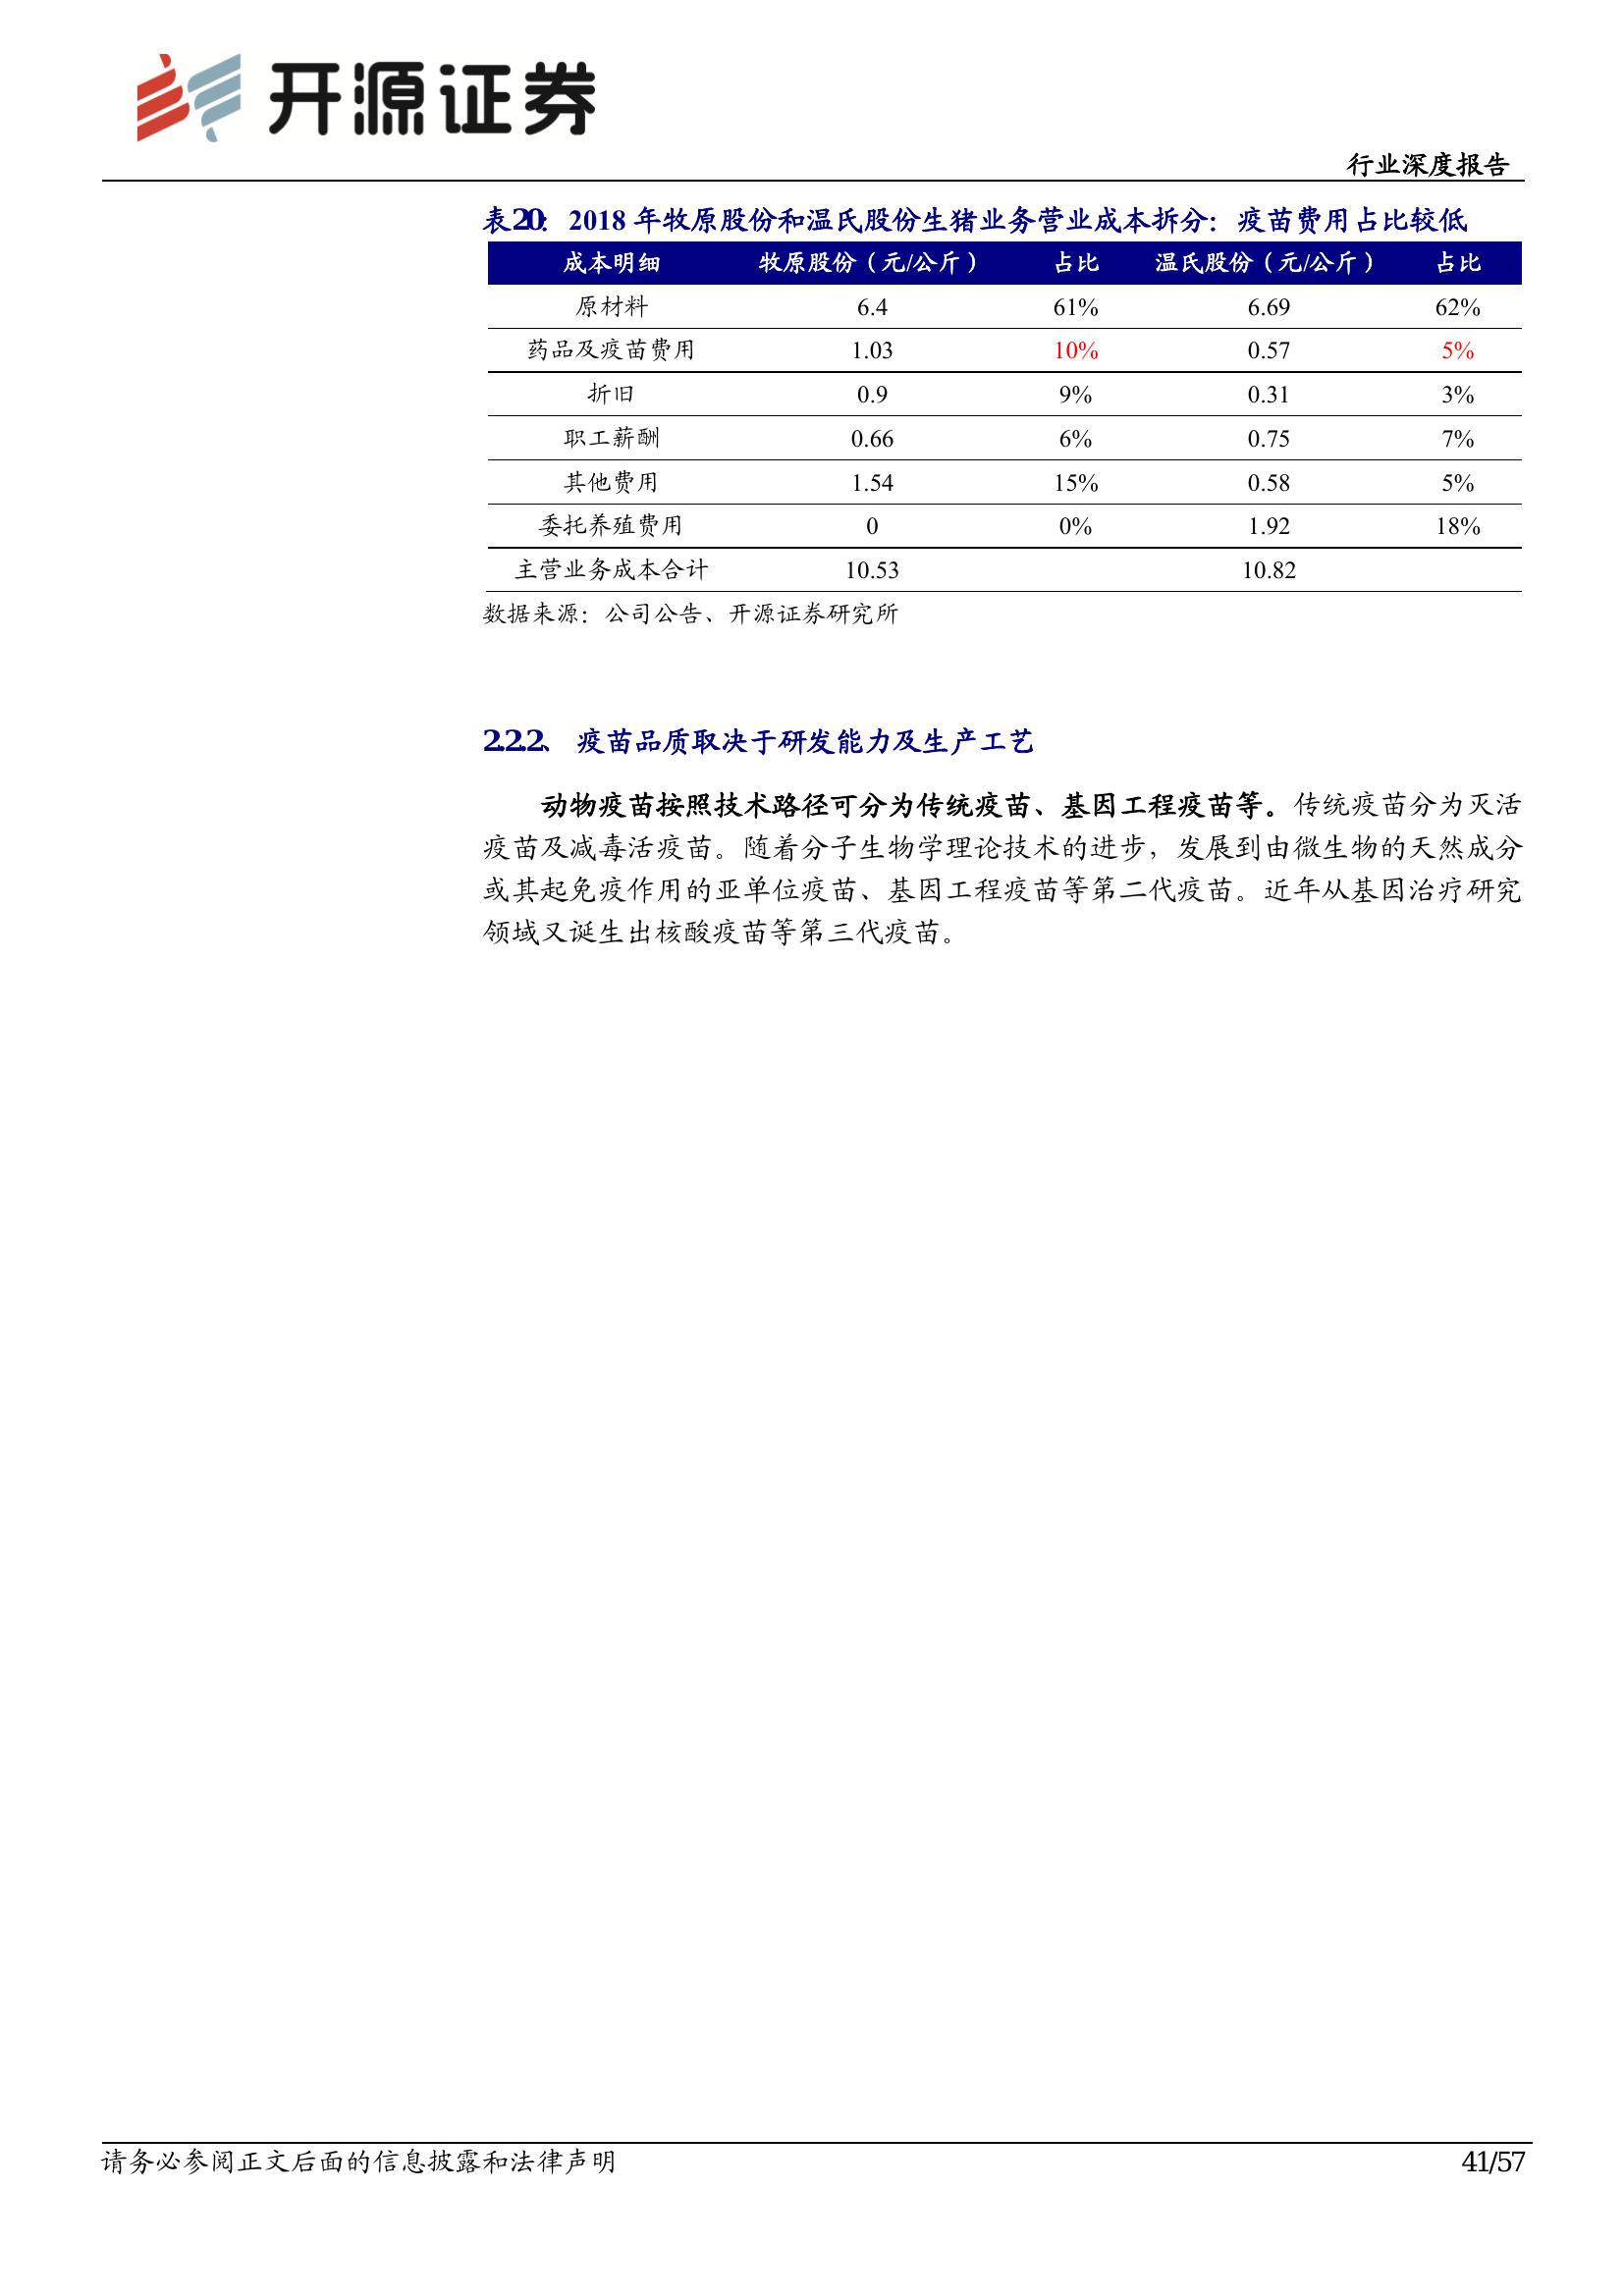 开源证券
行业深度报告
表20： 2018 年牧原股份和温氏股份生猪业务营业成本拆分：疫苗费用占比较低
成本明细 牧原股份（元/公斤） 占比 温氏股份（元/公斤） 占比
原材料 6.4 61% 6.69 62%
药品及疫苗费用 1.03 10% 0.57 5%
折旧 0.9 9% 0.31 3%
职工薪酬 0.66 6% 0.75 7%
其他费用 1.54 15% 0.58 5%
委托养殖费用 0 0% 1.92 18%
主营业务成本合计 10.53 10.82
数据来源：公司公告、开源证券研究所
2.2.2、 疫苗品质取决于研发能力及生产工艺
动物疫苗按照技术路径可分为传统疫苗、基因工程疫苗等。传统疫苗分为灭活
疫苗及减毒活疫苗。随着分子生物学理论技术的进步，发展到由微生物的天然成分
或其起免疫作用的亚单位疫苗、基因工程疫苗等第二代疫苗。近年从基因治疗研究
领域又诞生出核酸疫苗等第三代疫苗。
请务必参阅正文后面的信息披露和法律声明 41/57